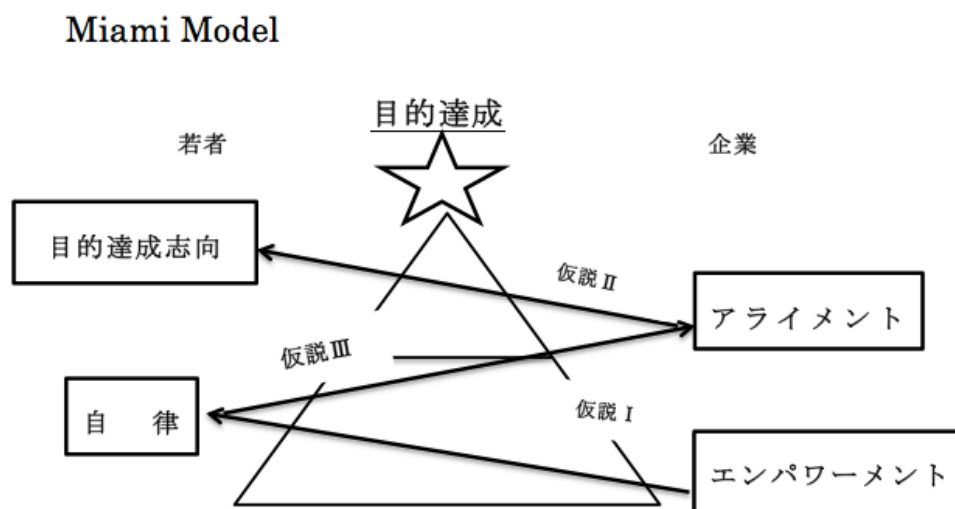 Miami Model
目的達成
若者
企業
目的達成志向
仮説Ⅱ
アライメント
仮説Ⅲ
自 律
仮説Ⅰ
エンパワーメント